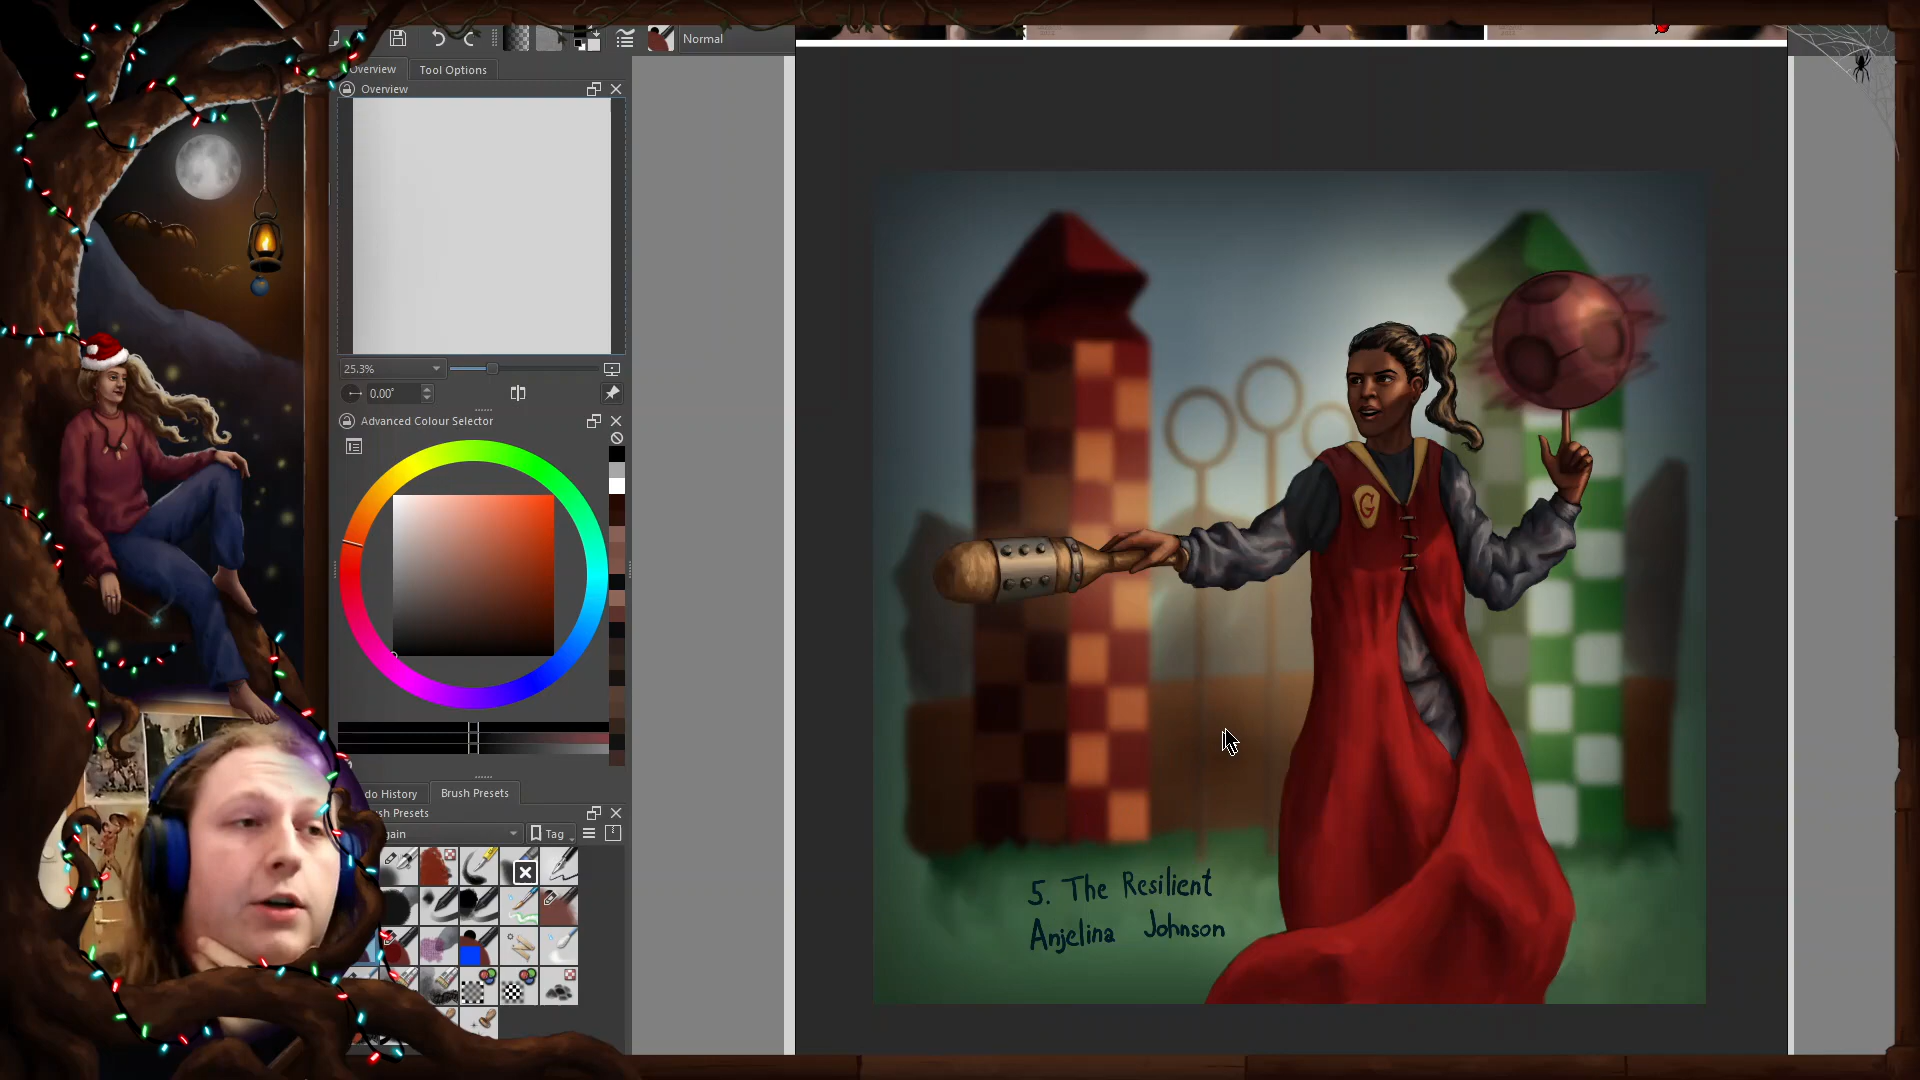 Normal
Overview
Tool Options
Overview
25.3%
0.00°
Advanced Colour Selector
do History
Brush Presets
sh Presets
gain
Tag
G
5. The Resilient
Anjelina Johnson